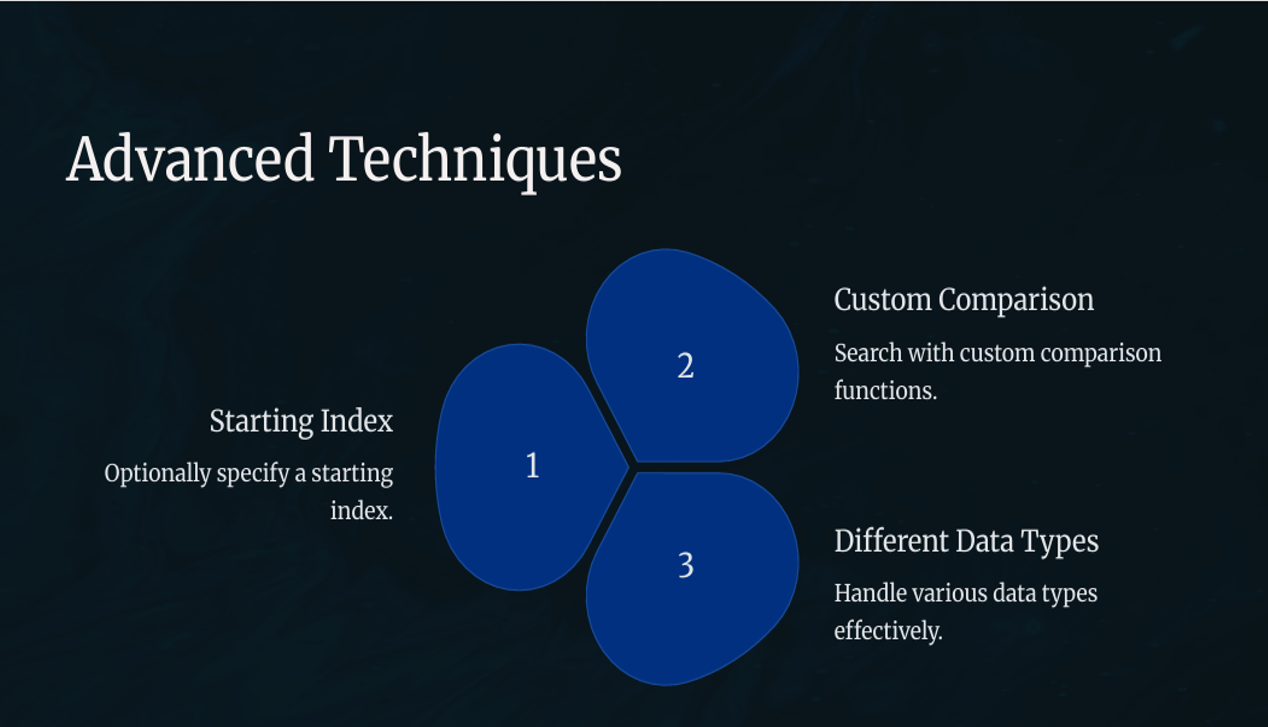 Advanced Techniques
1
Starting Index
Optionally specify a starting
index.
2
Custom Comparison
Search with custom comparison
functions.
3
Different Data Types
Handle various data types
effectively.